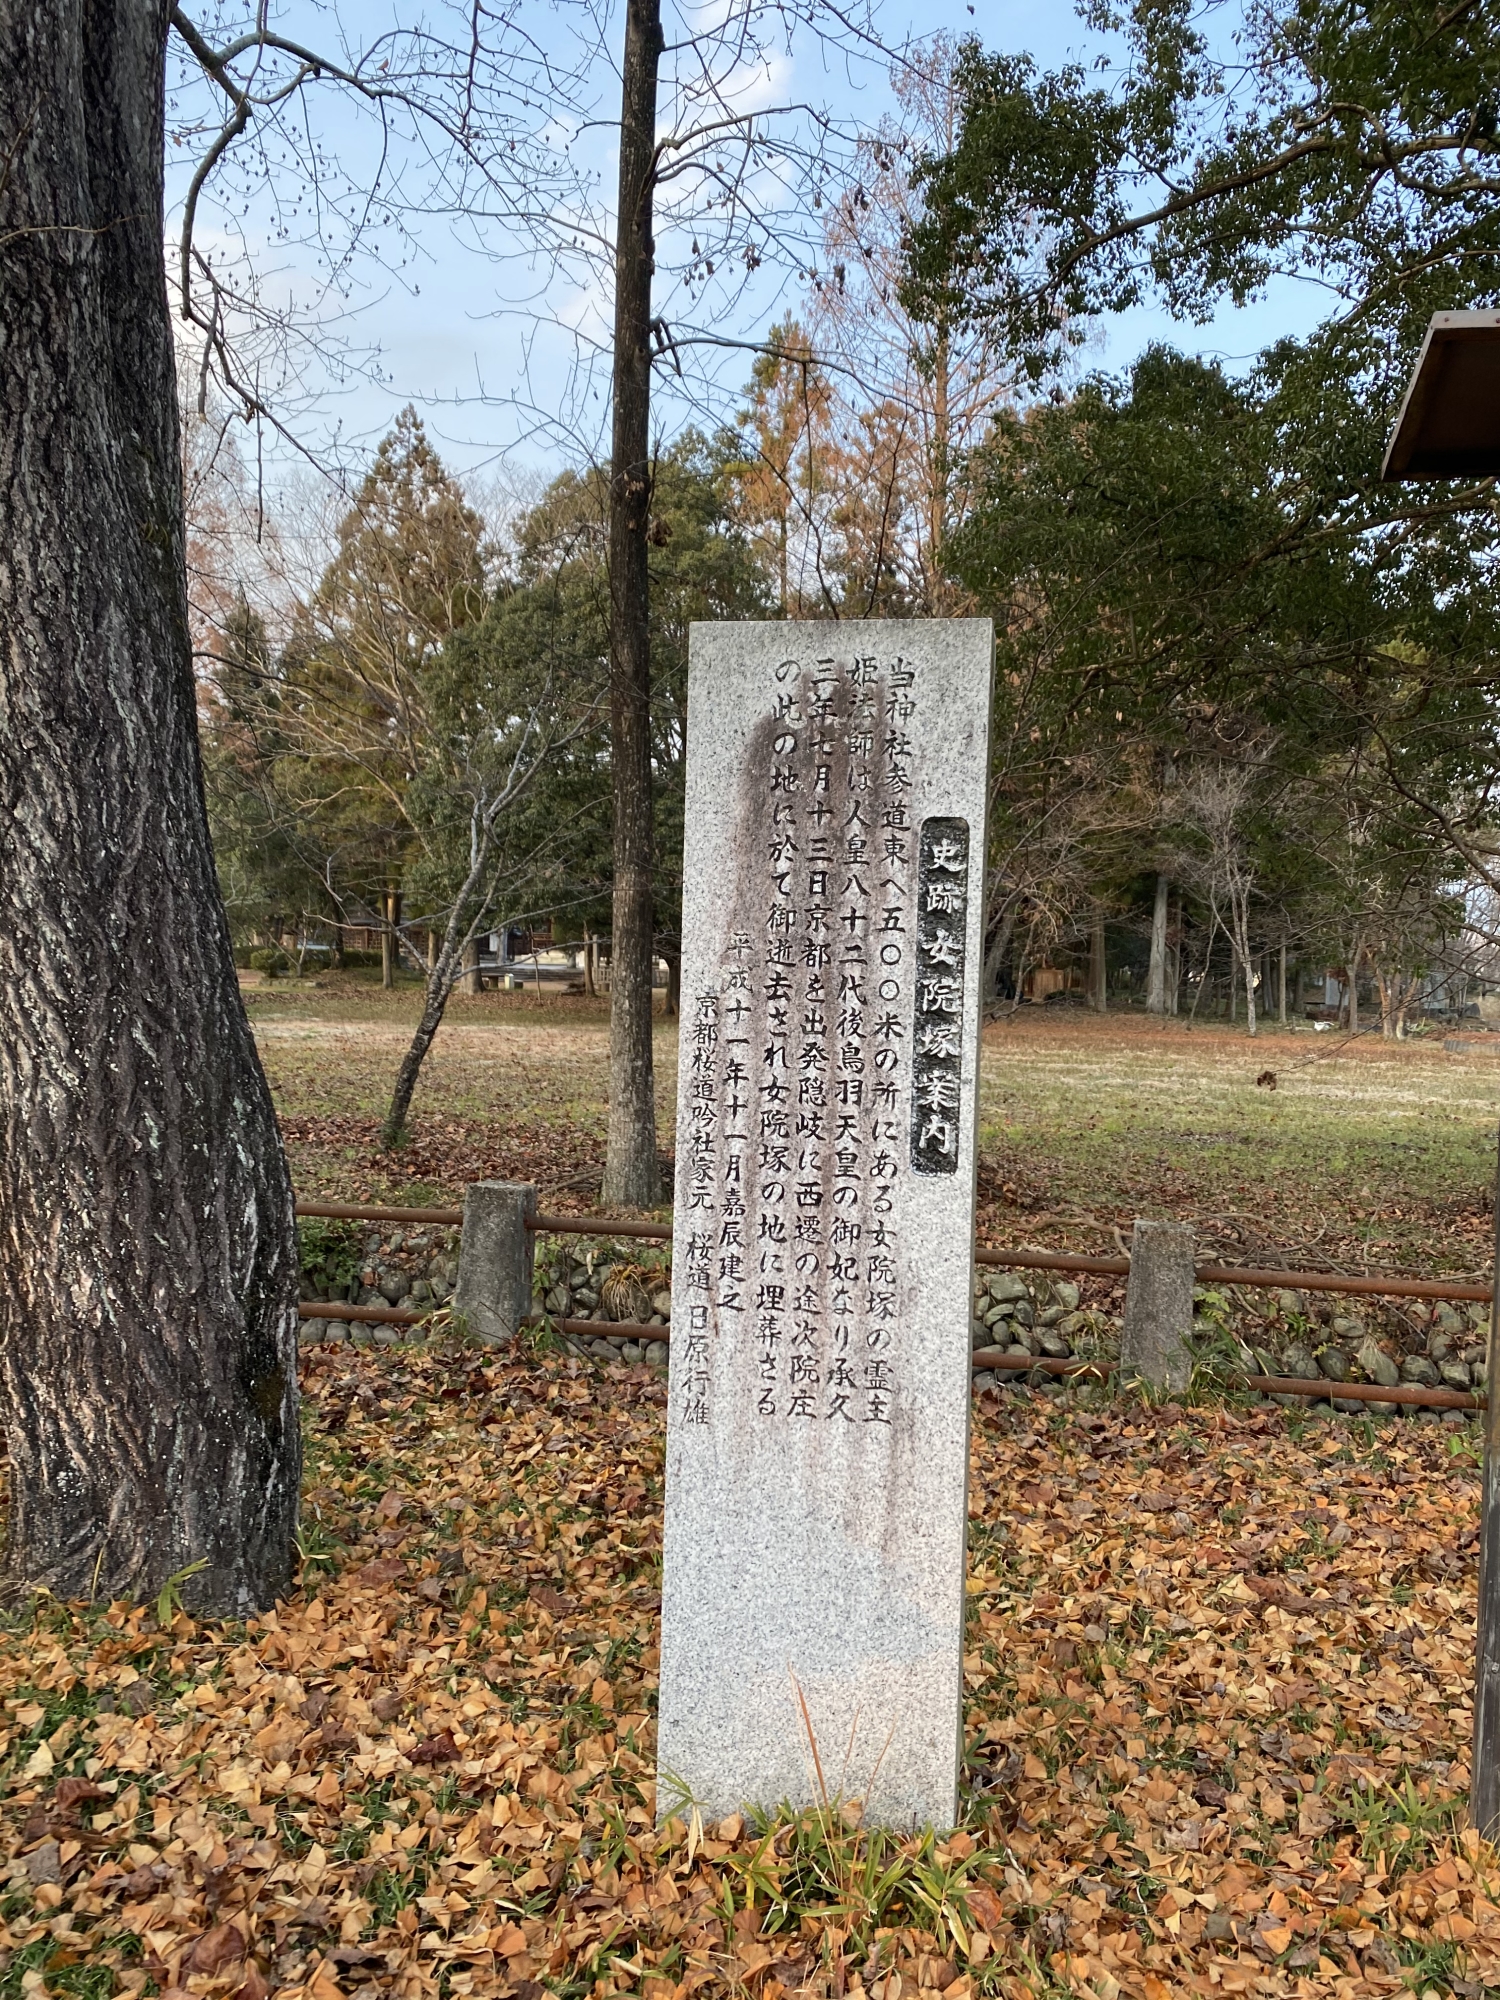 史跡女院塚案内
当神社参道東へ五〇〇米の所にある女院塚の霊主
姫法師は人皇八十二代後鳥羽天皇の御妃なり承久
三年七月十三日京都を出発隠岐に西遷の途次院庄
の此の地に於て御逝去され女院塚の地に埋葬さる
平成十一年十一月嘉辰建之
京都桜道吟社家元 桜道 日原行雄